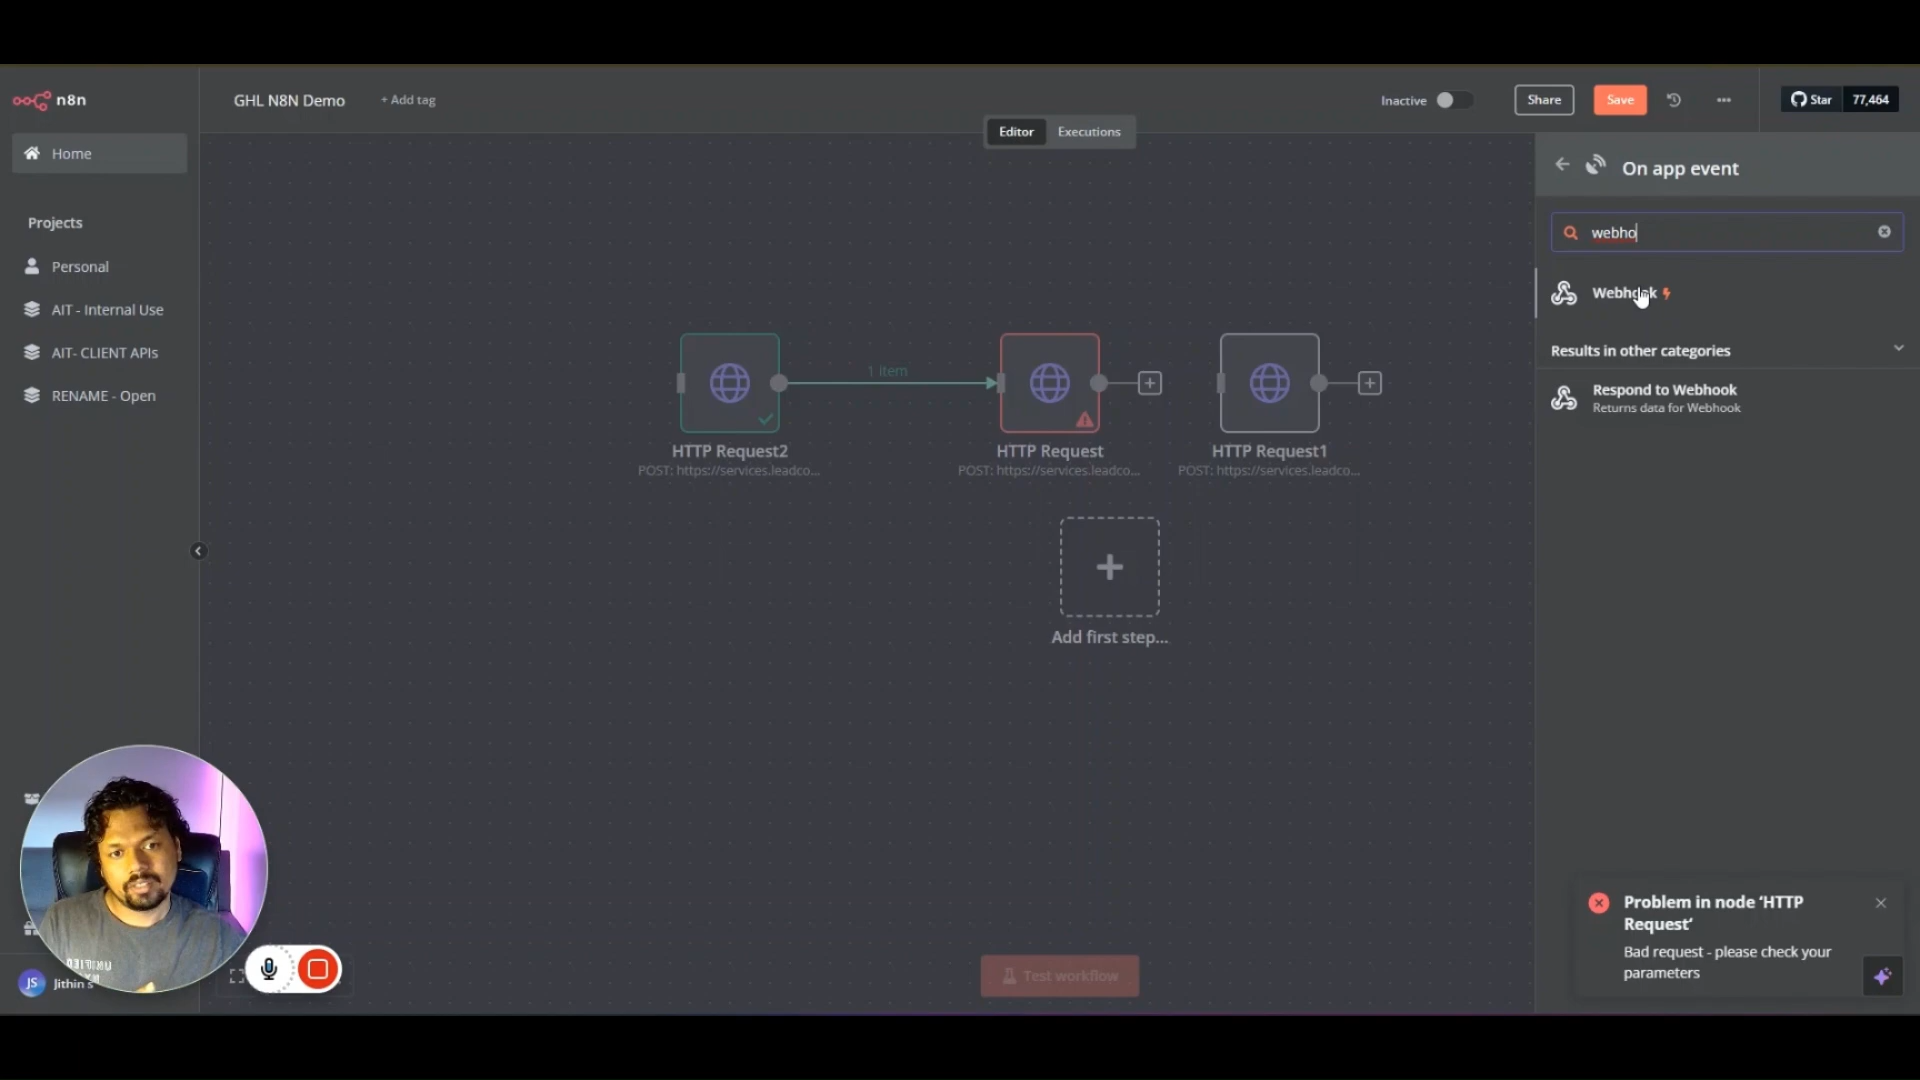 n8n
GHL N8N Demo
+ Add tag
Inactive
Share
Save
Star
77,464
Editor
Executions
Home
Projects
Personal
AIT - Internal Use
AIT- CLIENT APIs
RENAME - Open
On app event
webho
Webhook
Results in other categories
Respond to Webhook
Returns data for Webhook
1 item
HTTP Request2
POST: https://services.leadco...
HTTP Request
POST: https://services.leadco...
HTTP Request1
POST: https://services.leadco...
Add first step...
Problem in node ‘HTTP
Request‘
Bad request - please check your
parameters
Test workflow
JS
Jithin s